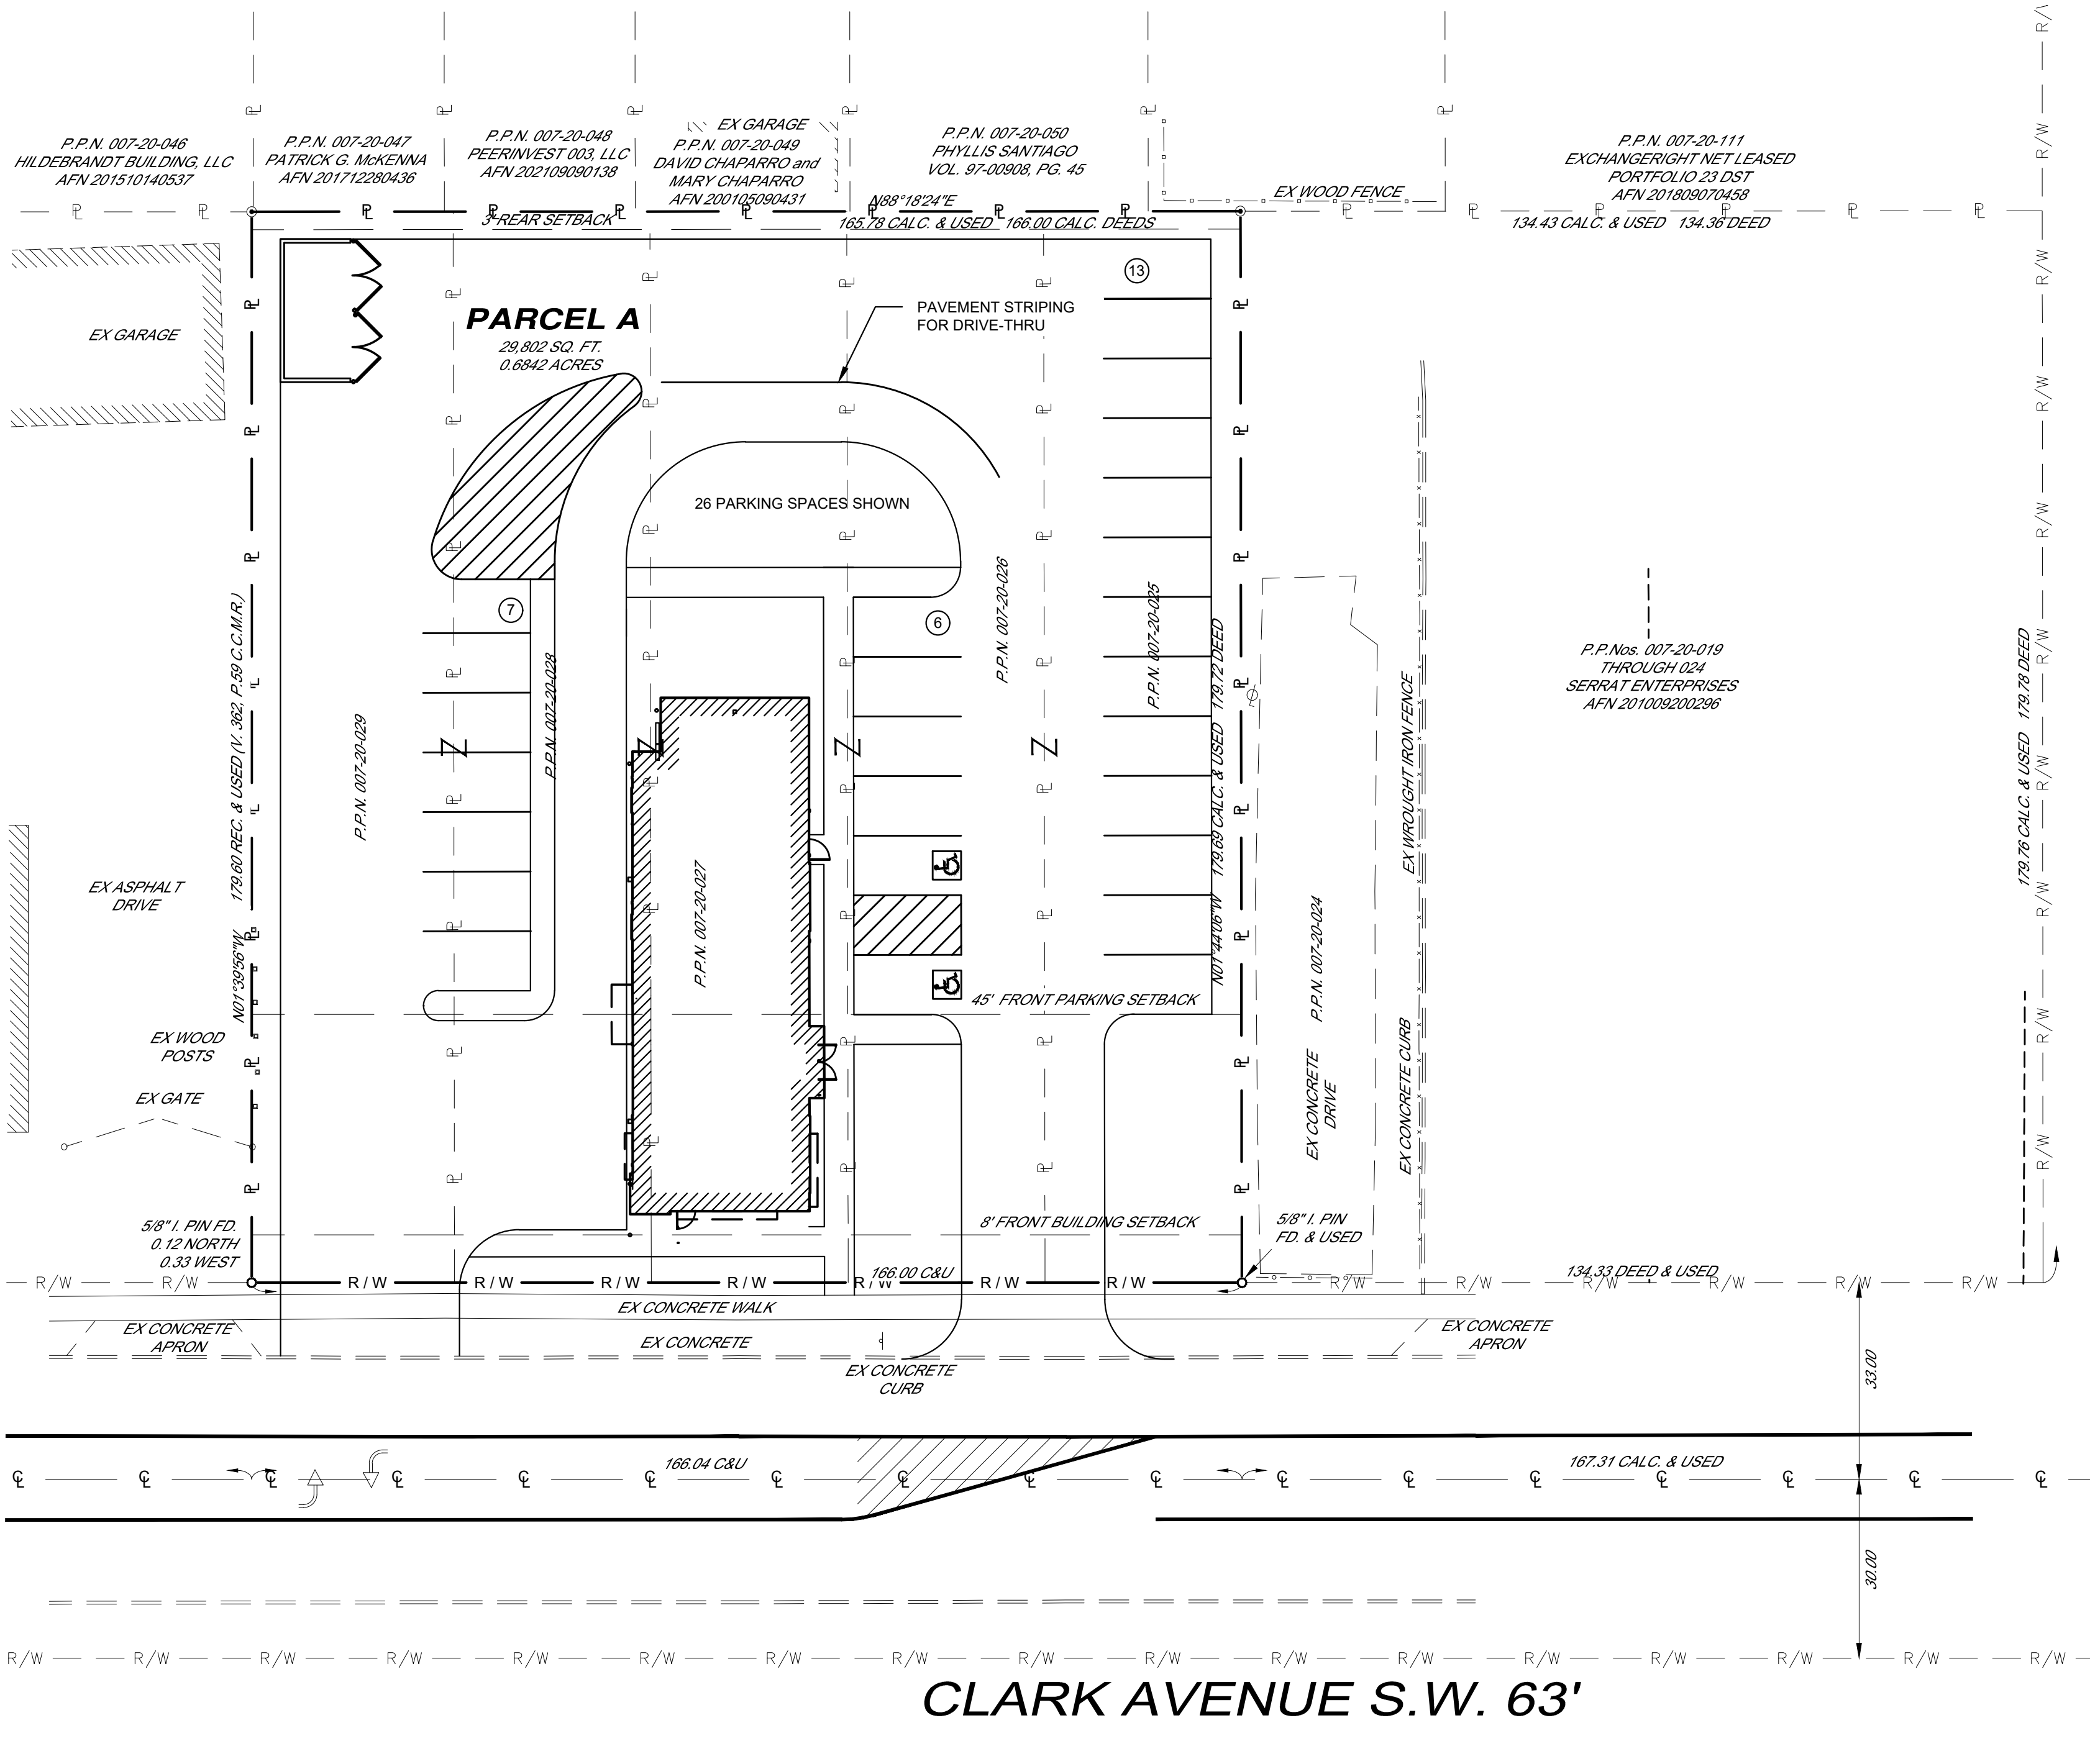 P.P.N. 007-20-046
HILDEBRANDT BUILDING, LLC
AFN 201510140537
P.P.N. 007-20-047
PATRICK G. McKENNA
AFN 201712280436
P.P.N. 007-20-048
PEERINVEST 003, LLC
AFN 202109090138
EX GARAGE
P.P.N. 007-20-049
DAVID CHAPARRO and
MARY CHAPARRO
AFN 200105090431
P.P.N. 007-20-050
PHYLLIS SANTIAGO
VOL. 97-00908, PG. 45
EX WOOD FENCE
P.P.N. 007-20-111
EXCHANGERIGHT NET LEASED
PORTFOLIO 23 DST
AFN 201809070458
N88°18'24"E
3' REAR SETBACK
165.78 CALC. & USED 166.00 CALC. DEEDS
134.43 CALC. & USED 134.36 DEED
EX GARAGE
PARCEL A
29,802 SQ. FT.
0.6842 ACRES
PAVEMENT STRIPING
FOR DRIVE-THRU
13
26 PARKING SPACES SHOWN
7
6
P.P.N. 007-20-029
P.P.N. 007-20-028
P.P.N. 007-20-027
P.P.N. 007-20-026
P.P.N. 007-20-025
N01°39'56"W 179.60 REC. & USED (V. 362, P.59 C.C.M.R.)
N01°44'06"W 179.69 CALC. & USED 179.72 DEED
Z Z Z Z
P.P.Nos. 007-20-019
THROUGH 024
SERRAT ENTERPRISES
AFN 201009200296
179.76 CALC. & USED 179.78 DEED
EX WROUGHT IRON FENCE
EX CONCRETE CURB
P.P.N. 007-20-024
EX CONCRETE
DRIVE
EX ASPHALT
DRIVE
45' FRONT PARKING SETBACK
EX WOOD
POSTS
EX GATE
5/8" I. PIN FD.
0.12 NORTH
0.33 WEST
8' FRONT BUILDING SETBACK
5/8" I. PIN
FD. & USED
R/W R/W R/W R/W R/W R/W R/W R/W R/W R/W R/W R/W R/W R/W
166.00 C&U
134.33 DEED & USED
EX CONCRETE WALK
EX CONCRETE
APRON
EX CONCRETE
EX CONCRETE
APRON
EX CONCRETE
CURB
33.00
166.04 C&U
167.31 CALC. & USED
30.00
R/W R/W R/W R/W R/W R/W R/W R/W R/W R/W R/W R/W R/W R/W R/W R/W R/W
CLARK AVENUE S.W. 63'